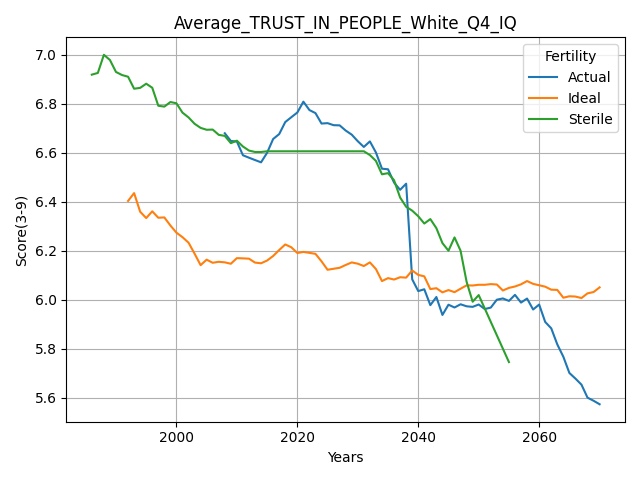 Average_TRUST_IN_PEOPLE_White_Q4_IQ
Fertility
Actual
Ideal
Sterile
Score(3-9)
7.0
6.8
6.6
6.4
6.2
6.0
5.8
5.6
2000
2020
2040
2060
Years